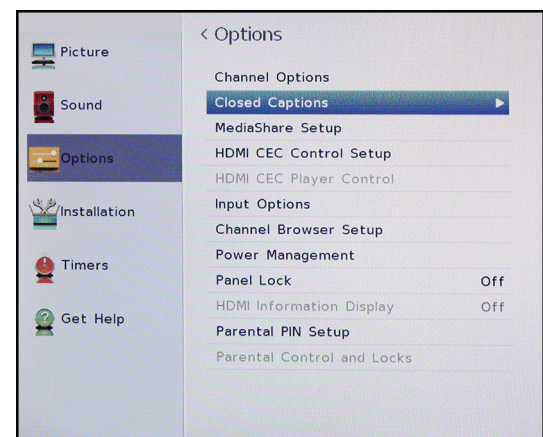 Picture
Sound
Options
Installation
Timers
Get Help
< Options
Channel Options
Closed Captions
MediaShare Setup
HDMI CEC Control Setup
HDMI CEC Player Control
Input Options
Channel Browser Setup
Power Management
Panel Lock Off
HDMI Information Display Off
Parental PIN Setup
Parental Control and Locks